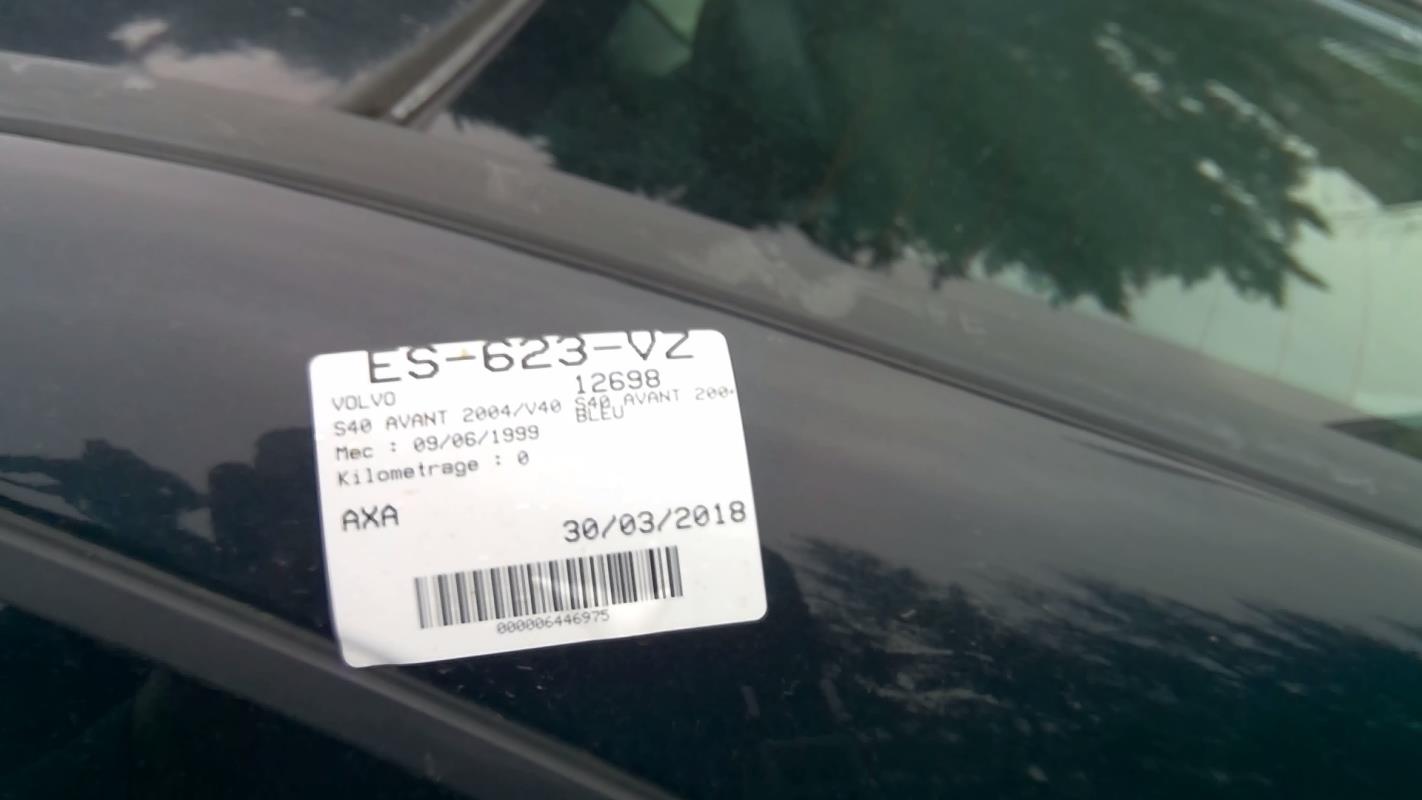 ES-623-VZ
12698
VOLVO
S40 AVANT 2004/V40 S40 AVANT 200
BLEU
Mec : 09/06/1999
Kilometrage : 0
AXA
30/03/2018
000006446975